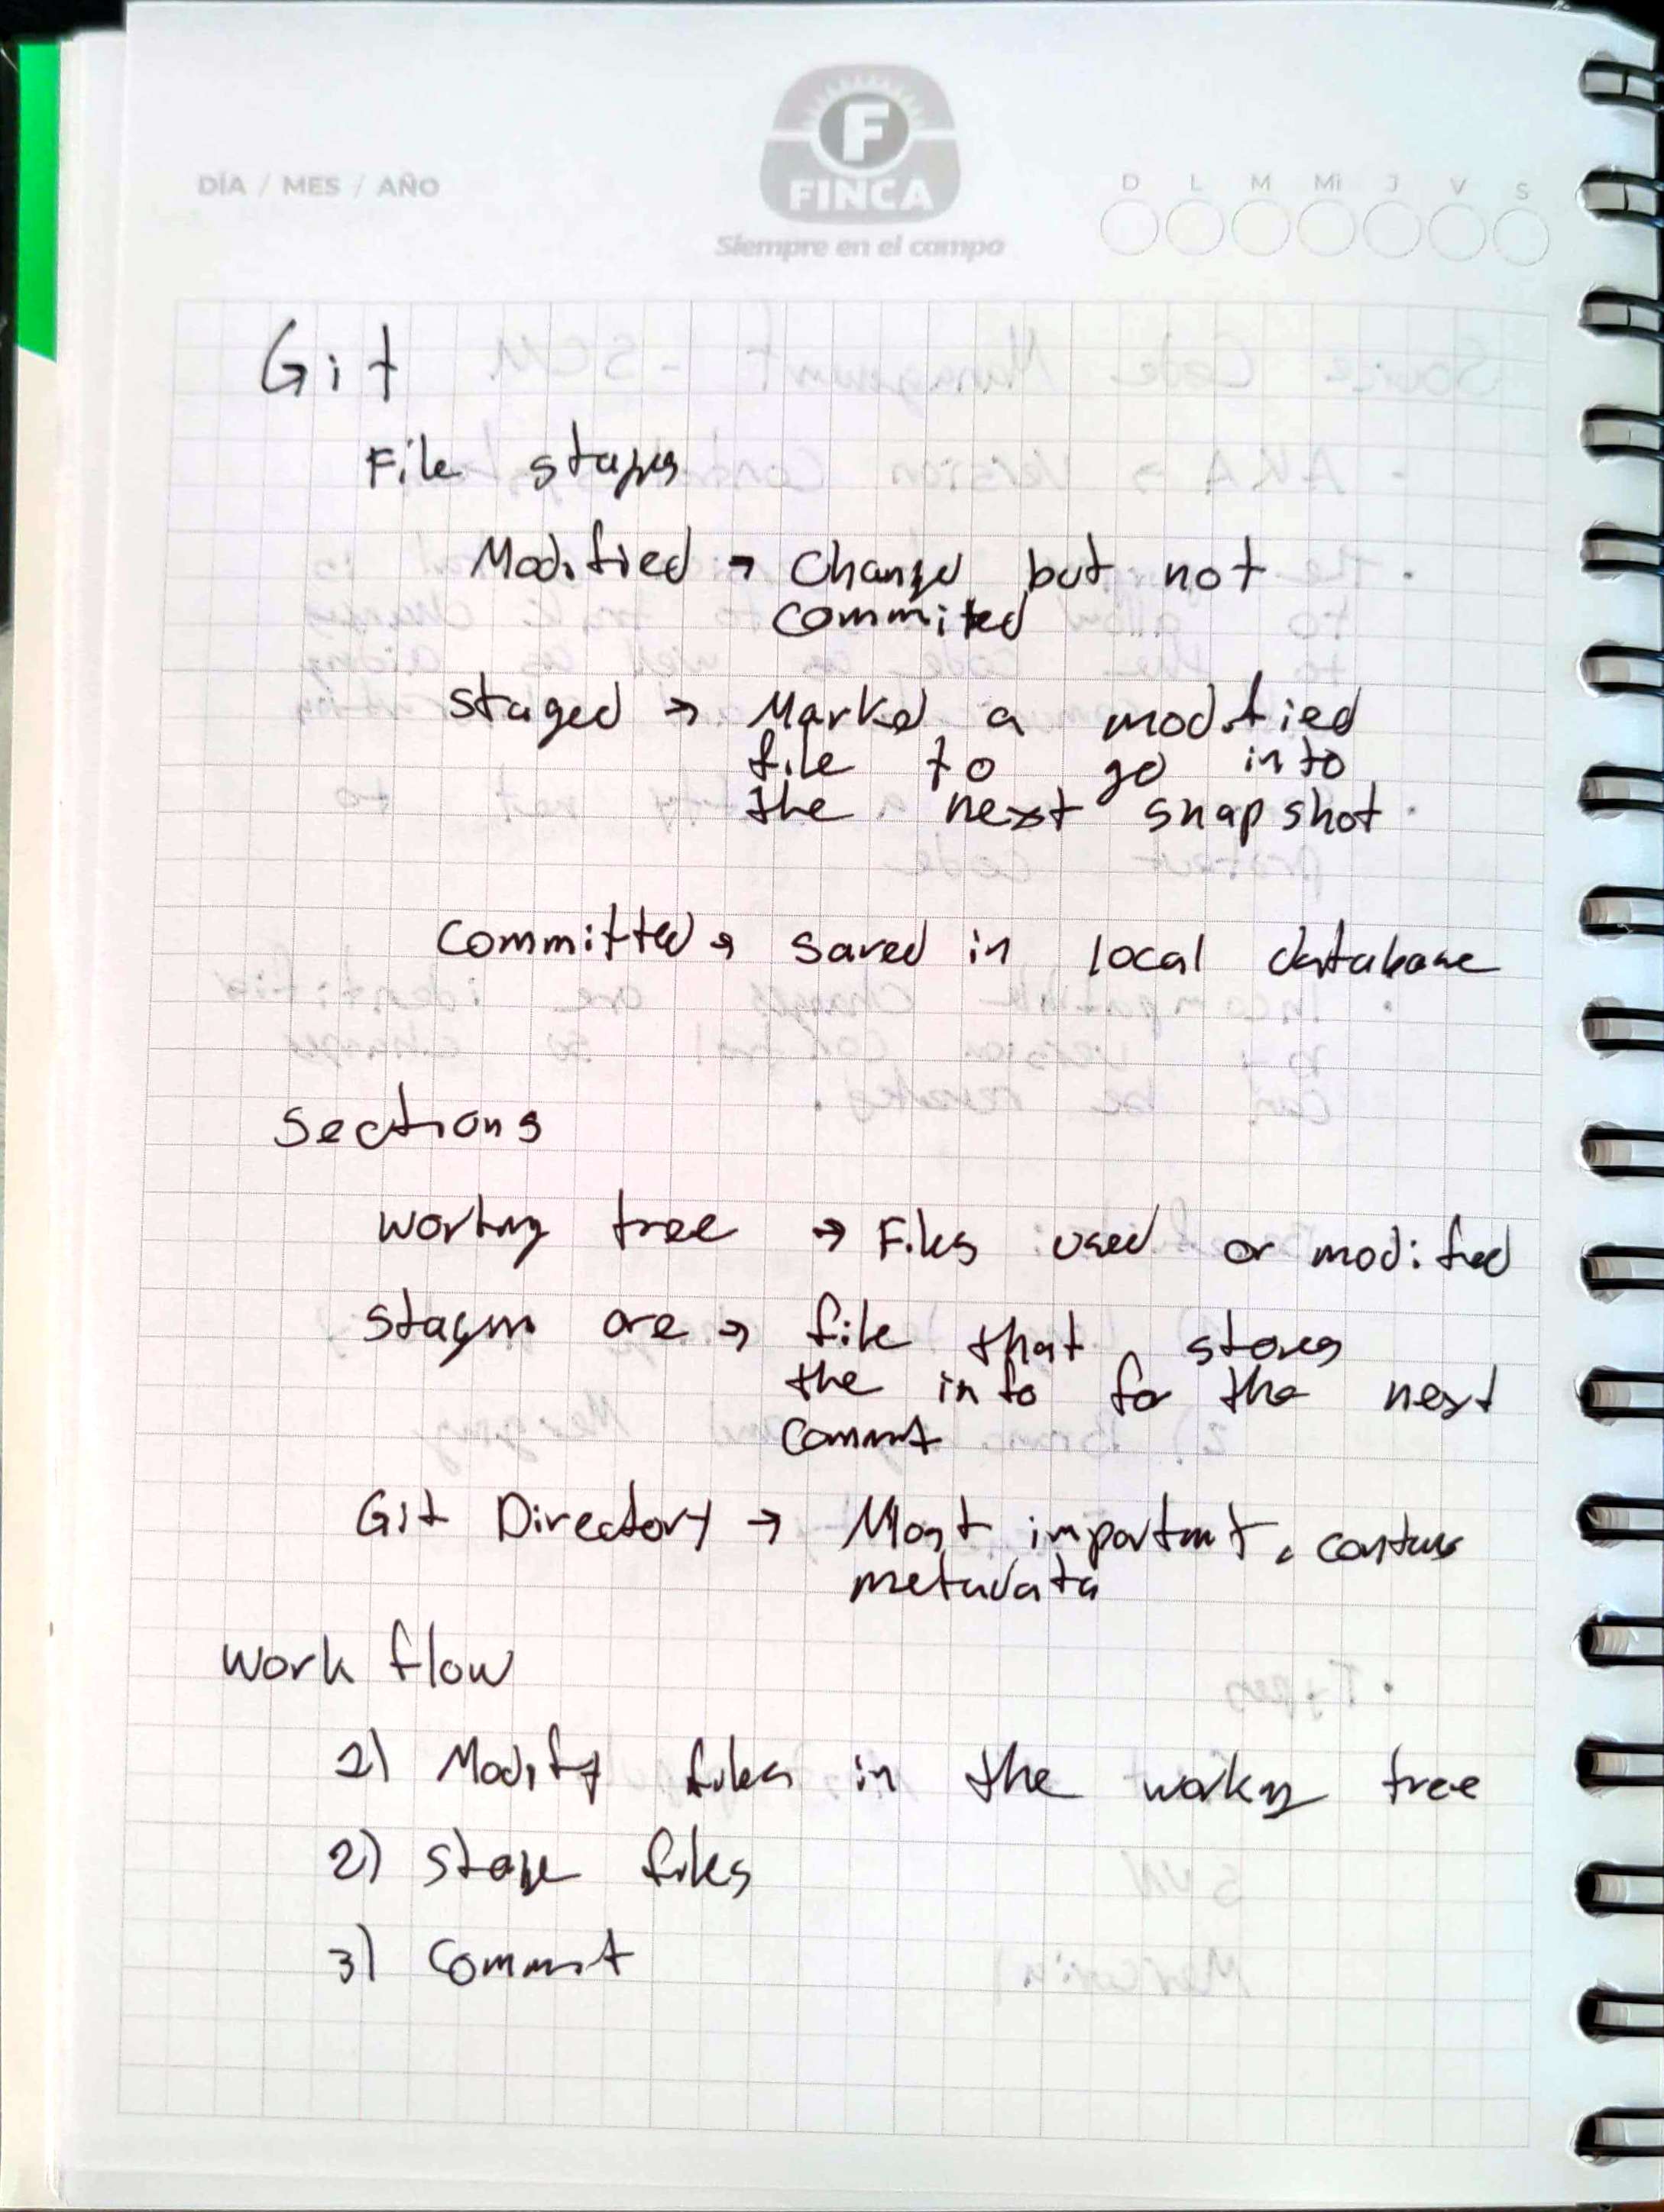 DÍA / MES / AÑO
F
FINCA
Siempre en el campo
D L M Mi J V S
Git
File stages
Modified → Change but not
commited
Staged → Marked a modified
file to go into
the next snapshot
Committed → saved in local database
Sections
Working tree → Files used or modified
are → file that stores
the info for the next
commit
Git Directory → Most important, contains
metadata
Work flow
1) Modify files in the working tree
2) Stage files
3) Commit